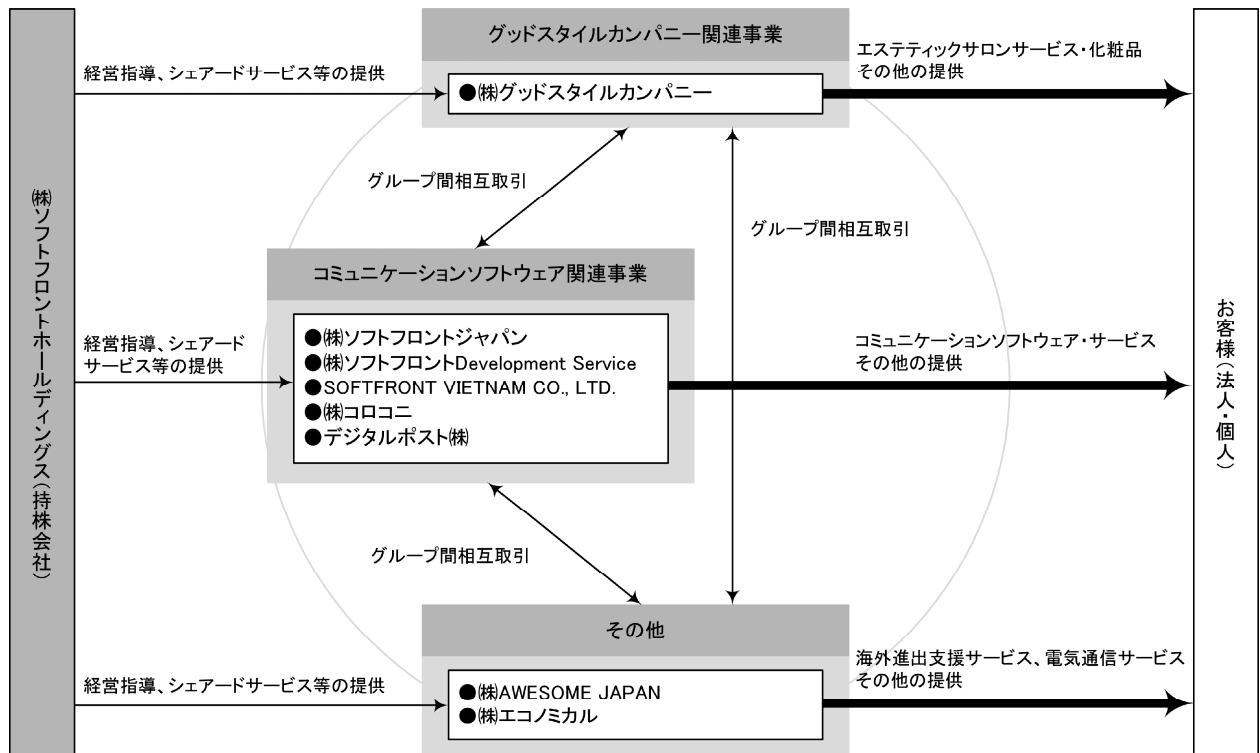 ㈱ソフトフロントホールディングス(持株会社)
グッドスタイルカンパニー関連事業
経営指導、シェアードサービス等の提供
●㈱グッドスタイルカンパニー
エステティックサロンサービス・化粧品
その他の提供
グループ間相互取引
グループ間相互取引
コミュニケーションソフトウェア関連事業
経営指導、シェアード
サービス等の提供
●㈱ソフトフロントジャパン
●㈱ソフトフロントDevelopment Service
●SOFTFRONT VIETNAM CO., LTD.
●㈱コロコニ
●デジタルポスト㈱
コミュニケーションソフトウェア・サービス
その他の提供
グループ間相互取引
その他
経営指導、シェアードサービス等の提供
●㈱AWESOME JAPAN
●㈱エコノミカル
海外進出支援サービス、電気通信サービス
その他の提供
お客様(法人・個人)